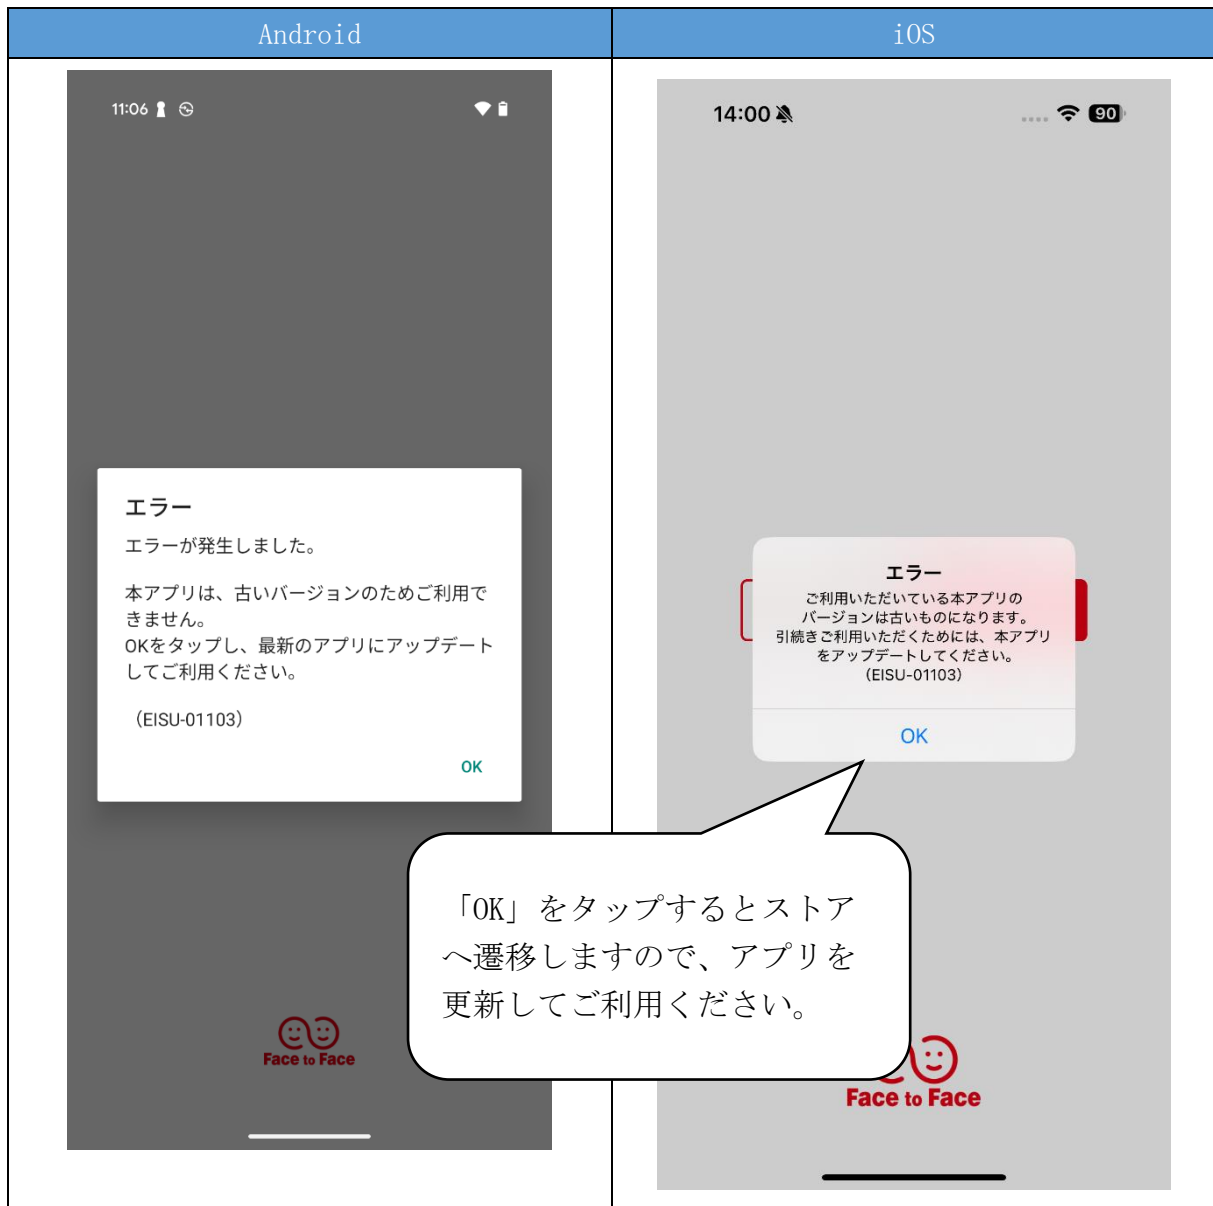 Android
iOS
11:06
エラー
エラーが発生しました。
本アプリは、古いバージョンのためご利用で
きません。
OKをタップし、最新のアプリにアップデート
してご利用ください。
（EISU-01103）
OK
Face to Face
14:00
90
エラー
ご利用いただいている本アプリの
バージョンは古いものになります。
引続きご利用いただくためには、本アプリ
をアップデートしてください。
（EISU-01103）
OK
「OK」をタップするとストア
へ遷移しますので、アプリを
更新してご利用ください。
Face to Face